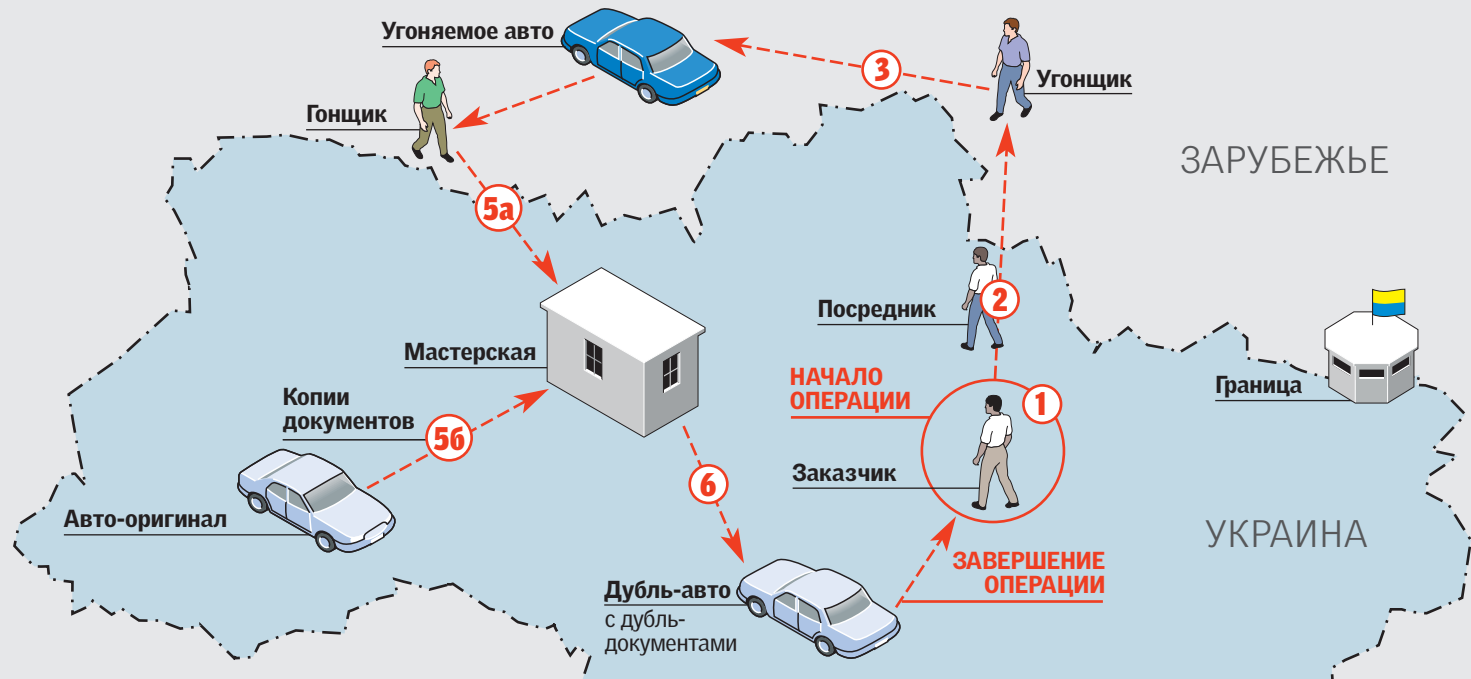 Угоняемое авто
3
Угонщик
Гонщик
ЗАРУБЕЖЬЕ
5а
Посредник
2
Мастерская
НАЧАЛО
ОПЕРАЦИИ
1
Граница
Копии
документов
5б
6
Заказчик
Авто-оригинал
УКРАИНА
ЗАВЕРШЕНИЕ
ОПЕРАЦИИ
Дубль-авто
с дубль-
документами